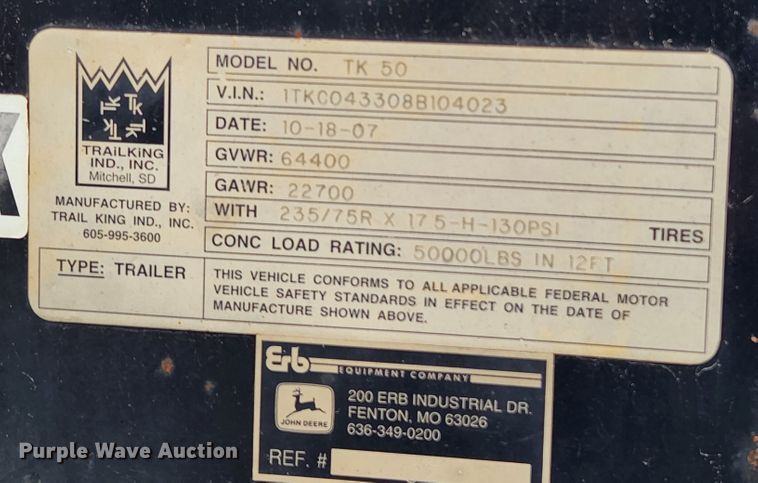 TK TK TK TK
TRAiLKiNG
IND., INC.
Mitchell, SD
MANUFACTURED BY:
TRAIL KING IND., INC.
605-995-3600
TYPE: TRAILER
MODEL NO. TK 50
V.I.N.: 1TKC043308B104023
DATE: 10-18-07
GVWR: 64400
GAWR: 22700
WITH 235/75R X 17 5-H-130PSI TIRES
CONC LOAD RATING: 50000LBS IN 12FT
THIS VEHICLE CONFORMS TO ALL APPLICABLE FEDERAL MOTOR
VEHICLE SAFETY STANDARDS IN EFFECT ON THE DATE OF
MANUFACTURE SHOWN ABOVE.
Erb
EQUIPMENT COMPANY
JOHN DEERE
200 ERB INDUSTRIAL DR.
FENTON, MO 63026
636-349-0200
REF. #
Purple Wave Auction